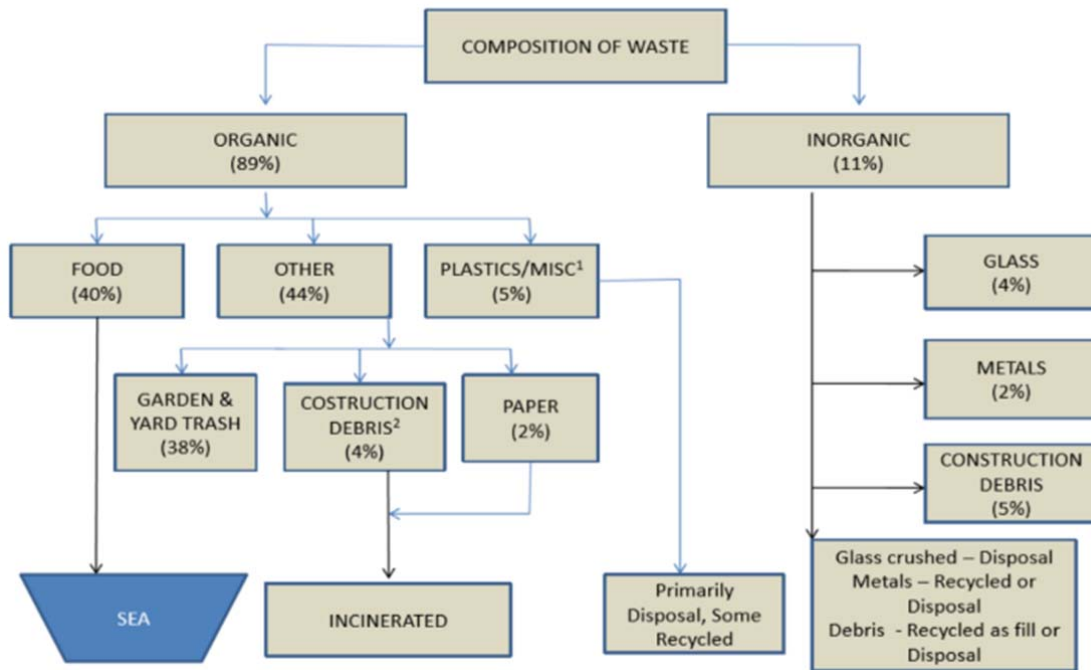 COMPOSITION OF WASTE
ORGANIC
(89%)
INORGANIC
(11%)
FOOD
(40%)
OTHER
(44%)
PLASTICS/MISC¹
(5%)
GLASS
(4%)
GARDEN &
YARD TRASH
(38%)
COSTRUCTION
DEBRIS²
(4%)
PAPER
(2%)
METALS
(2%)
CONSTRUCTION
DEBRIS
(5%)
SEA
INCINERATED
Primarily
Disposal, Some
Recycled
Glass crushed – Disposal
Metals – Recycled or
Disposal
Debris - Recycled as fill or
Disposal